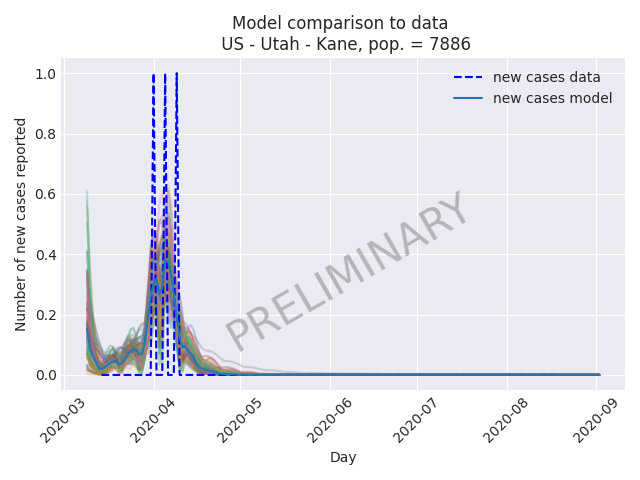 Model comparison to data
US - Utah - Kane, pop. = 7886
new cases data
new cases model
Number of new cases reported
1.0
0.8
0.6
0.4
0.2
0.0
PRELIMINARY
2020-03
2020-04
2020-05
2020-06
2020-07
2020-08
2020-09
Day